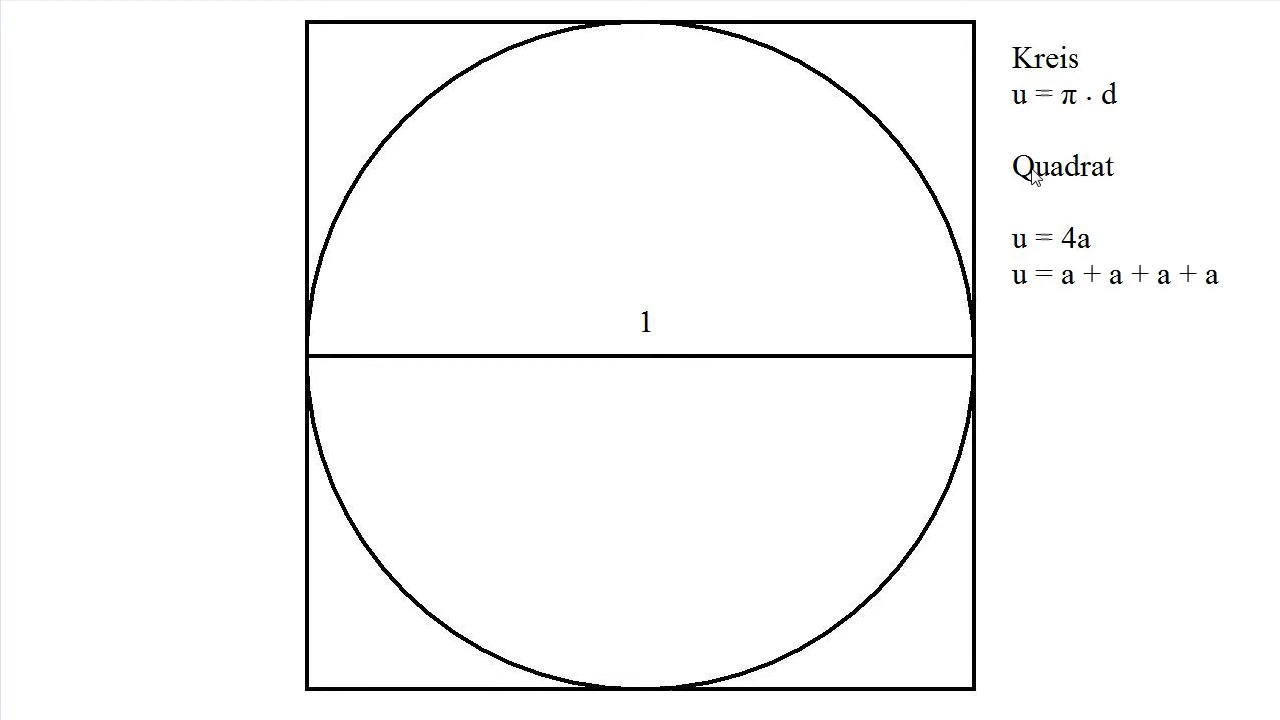 Kreis
u = π · d
Quadrat
u = 4a
u = a + a + a + a
1